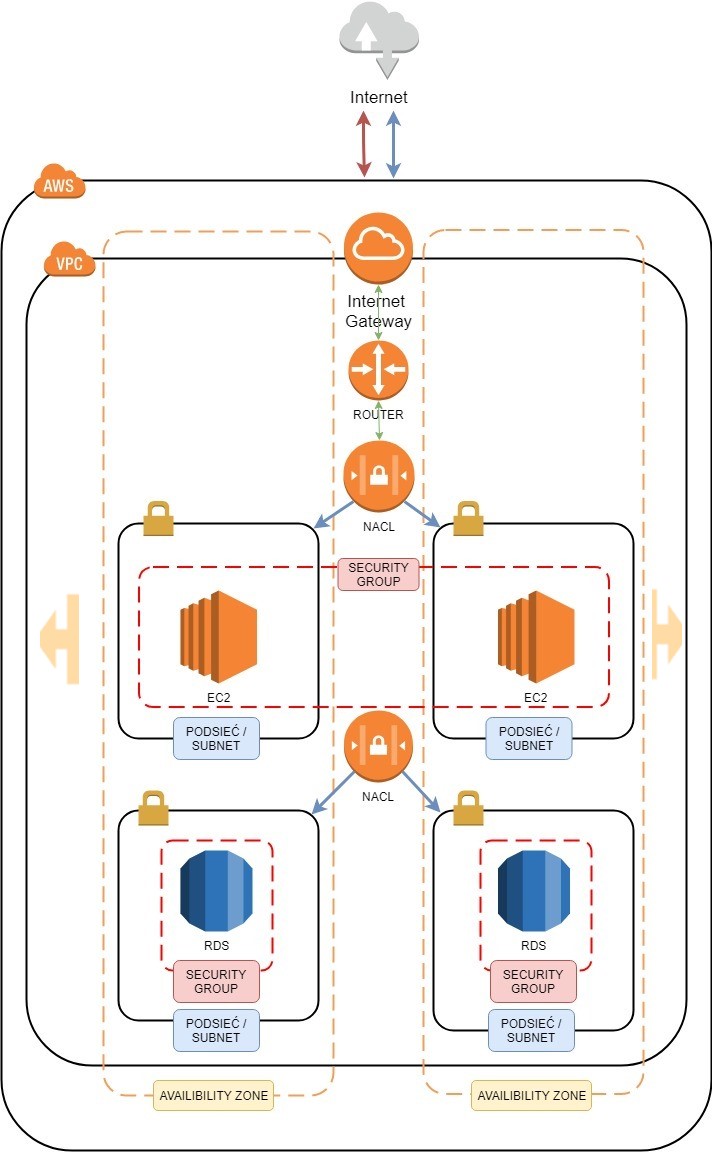 Internet
AWS
VPC
Internet
Gateway
ROUTER
NACL
SECURITY
GROUP
EC2
EC2
PODSIEĆ /
SUBNET
PODSIEĆ /
SUBNET
NACL
RDS
RDS
SECURITY
GROUP
SECURITY
GROUP
PODSIEĆ /
SUBNET
PODSIEĆ /
SUBNET
AVAILIBILITY ZONE
AVAILIBILITY ZONE